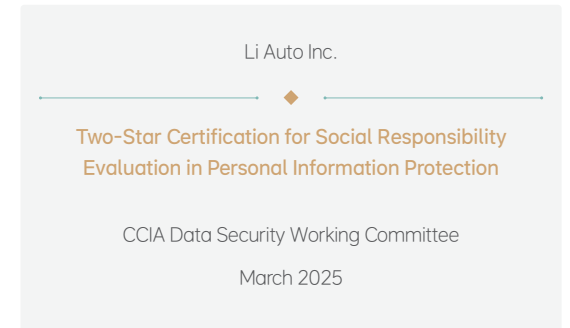 Li Auto Inc.
Two-Star Certification for Social Responsibility
Evaluation in Personal Information Protection
CCIA Data Security Working Committee
March 2025